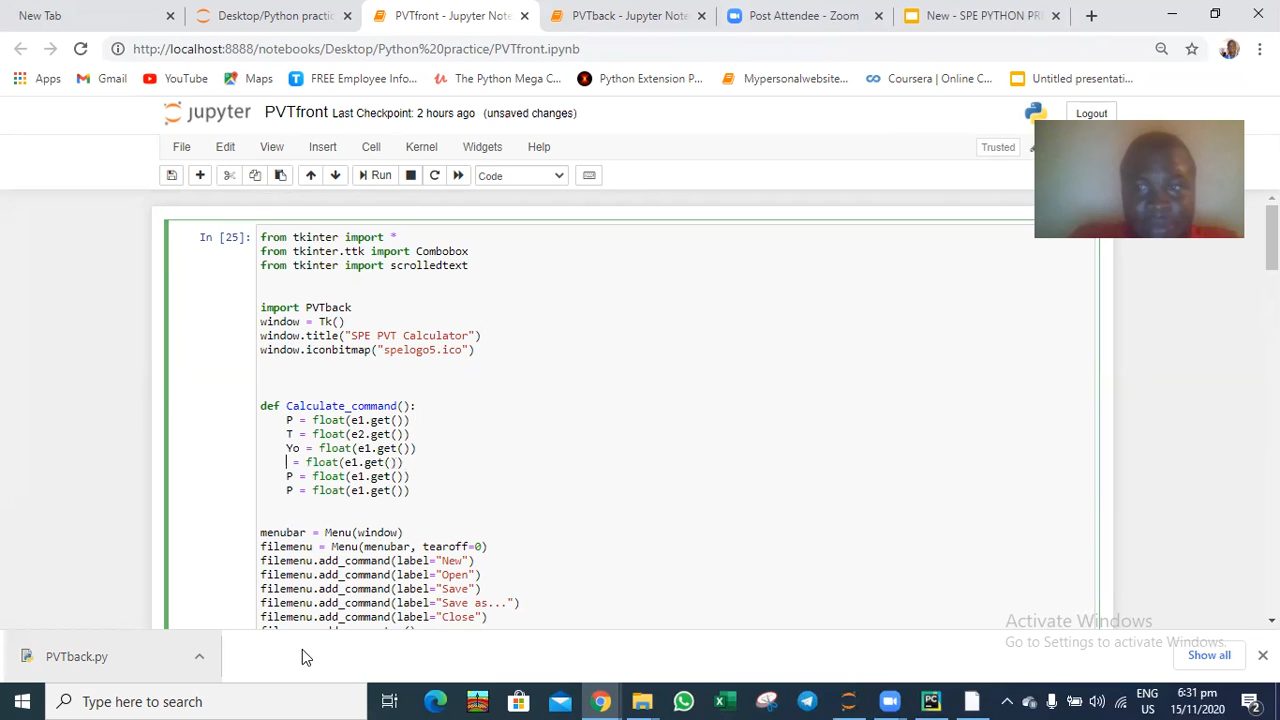 New Tab
Desktop/Python practic
PVTfront - Jupyter Note
PVTback - Jupyter Note
Post Attendee - Zoom
New - SPE PYTHON PRE
http://localhost:8888/notebooks/Desktop/Python%20practice/PVTfront.ipynb
Apps
Gmail
YouTube
Maps
FREE Employee Info...
The Python Mega C...
Python Extension P...
Mypersonalwebsite...
Coursera | Online C...
Untitled presentati...
jupyter PVTfront Last Checkpoint: 2 hours ago (unsaved changes)
Logout
File Edit View Insert Cell Kernel Widgets Help
Trusted
Run
Code
In [25]:
from tkinter import *
from tkinter.ttk import Combobox
from tkinter import scrolledtext
import PVTback
window = Tk()
window.title("SPE PVT Calculator")
window.iconbitmap("spelogo5.ico")
def Calculate_command():
P = float(e1.get())
T = float(e2.get())
Yo = float(e1.get())
= float(e1.get())
P = float(e1.get())
P = float(e1.get())
menubar = Menu(window)
filemenu = Menu(menubar, tearoff=0)
filemenu.add_command(label="New")
filemenu.add_command(label="Open")
filemenu.add_command(label="Save")
filemenu.add_command(label="Save as...")
filemenu.add_command(label="Close")
Activate Windows
Go to Settings to activate Windows.
PVTback.py
Show all
Type here to search
ENG
US
6:31 pm
15/11/2020
2